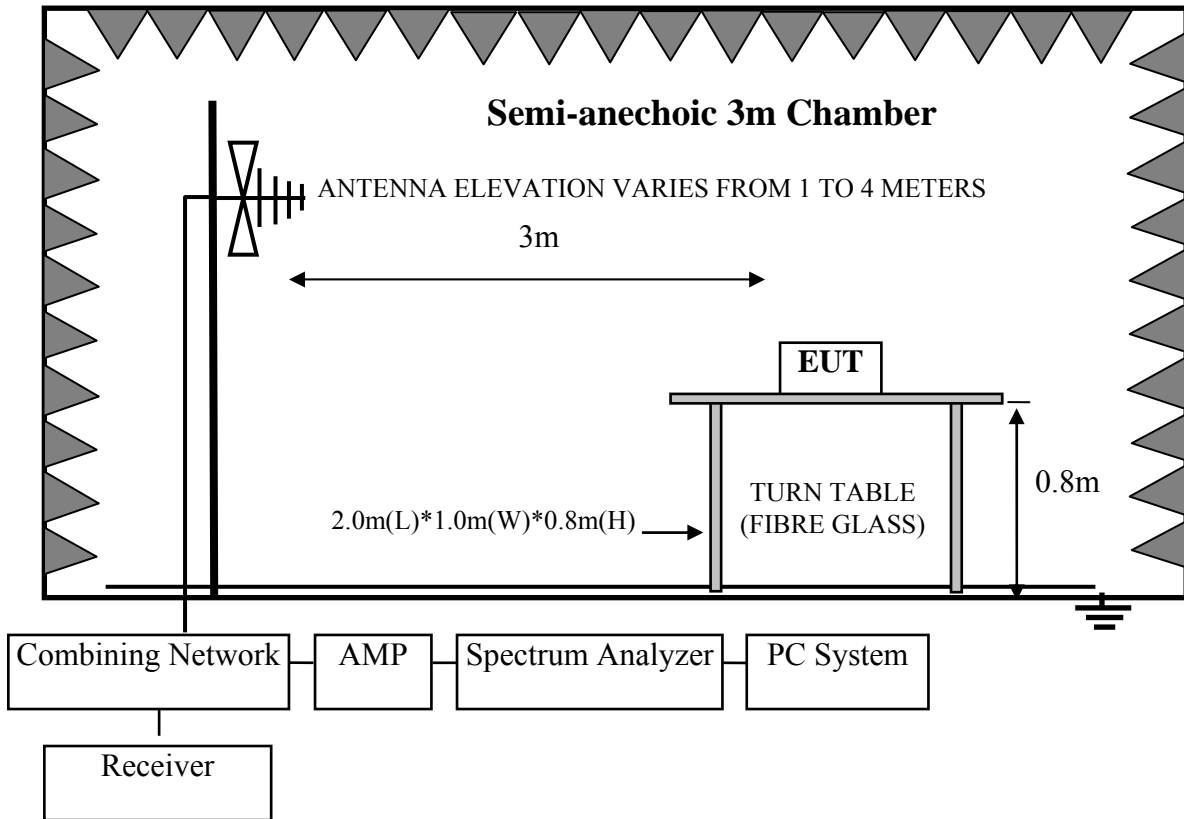 Semi-anechoic 3m Chamber
ANTENNA ELEVATION VARIES FROM 1 TO 4 METERS
3m
EUT
0.8m
TURN TABLE
(FIBRE GLASS)
2.0m(L)*1.0m(W)*0.8m(H)
Combining Network
AMP
Spectrum Analyzer
PC System
Receiver